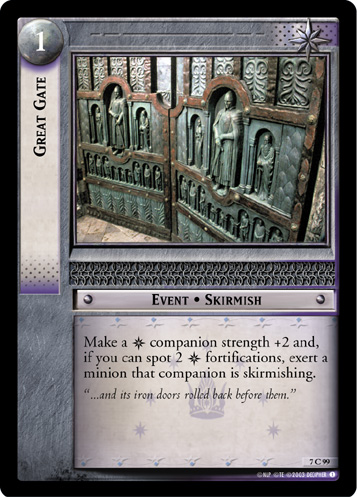 1
GREAT GATE
EVENT • SKIRMISH
Make a companion strength +2 and,
if you can spot 2 fortifications, exert a
minion that companion is skirmishing.
“...and its iron doors rolled back before them.”
7 C 99